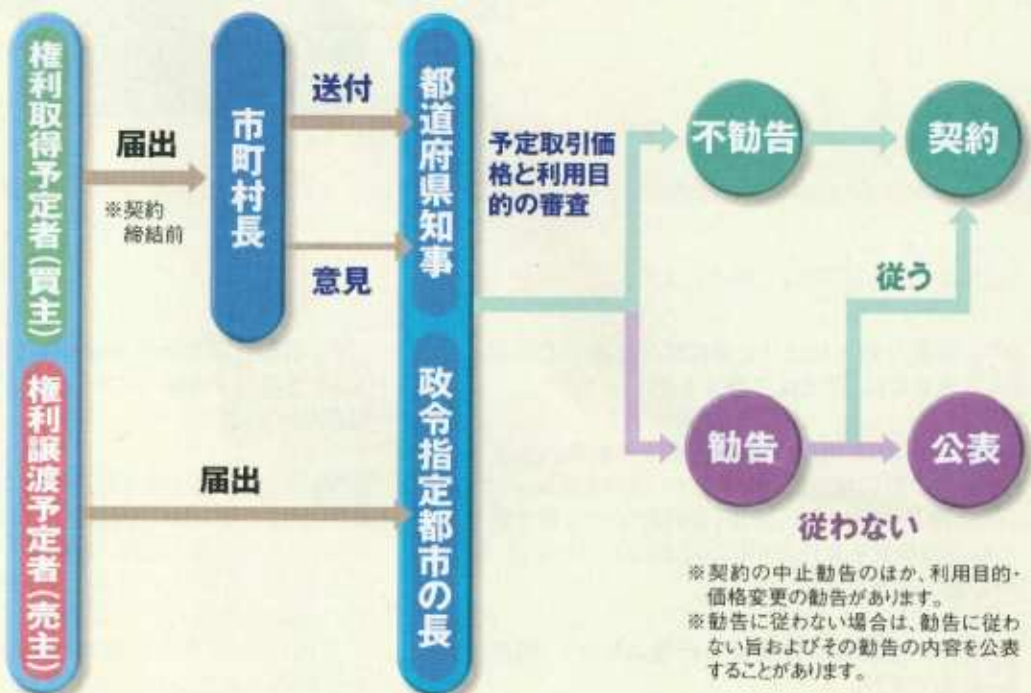 権利取得予定者(買主)
権利譲渡予定者(売主)
届出
※契約
締結前
市町村長
送付
意見
届出
都道府県知事
政令指定都市の長
予定取引価
格と利用目
的の審査
不勧告
契約
従う
勧告
公表
従わない
※契約の中止勧告のほか、利用目的・
価格変更の勧告があります。
※勧告に従わない場合は、勧告に従わ
ない旨およびその勧告の内容を公表
することがあります。